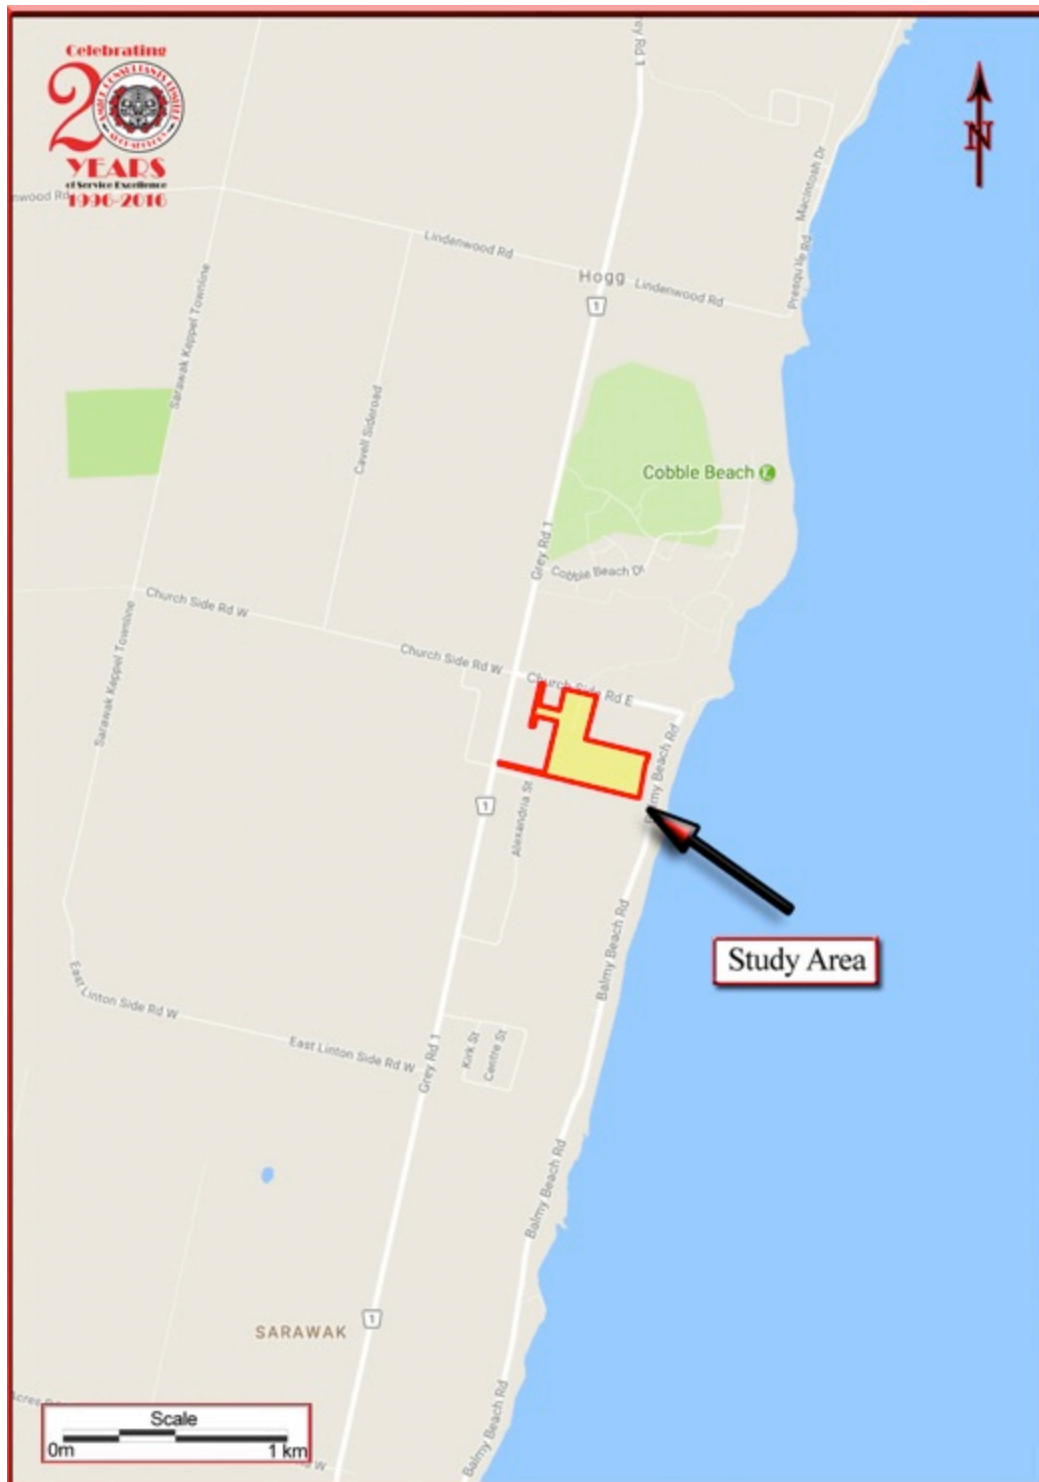 Celebrating
20
YEARS
of Service Excellence
1996-2016
ey Rd 1
N
Macintosh Dr
nwood Rd
Lindenwood Rd
Hogg
Lindenwood Rd
Presqu'ile Rd
1
Sarawak Keppel Townline
Cavell Sideroad
Cobble Beach
Grey Rd 1
Cobble Beach Dr
Church Side Rd W
Sarawak Keppel Townline
Church Side Rd W
Church Side Rd E
Balmy Beach Rd
1
Alexandria St
Study Area
Balmy Beach Rd
East Linton Side Rd W
East Linton Side Rd W
Grey Rd 1
Kirk St
Centre St
Balmy Beach Rd
SARAWAK
1
Balmy Beach Rd
Scale
0m
1 km